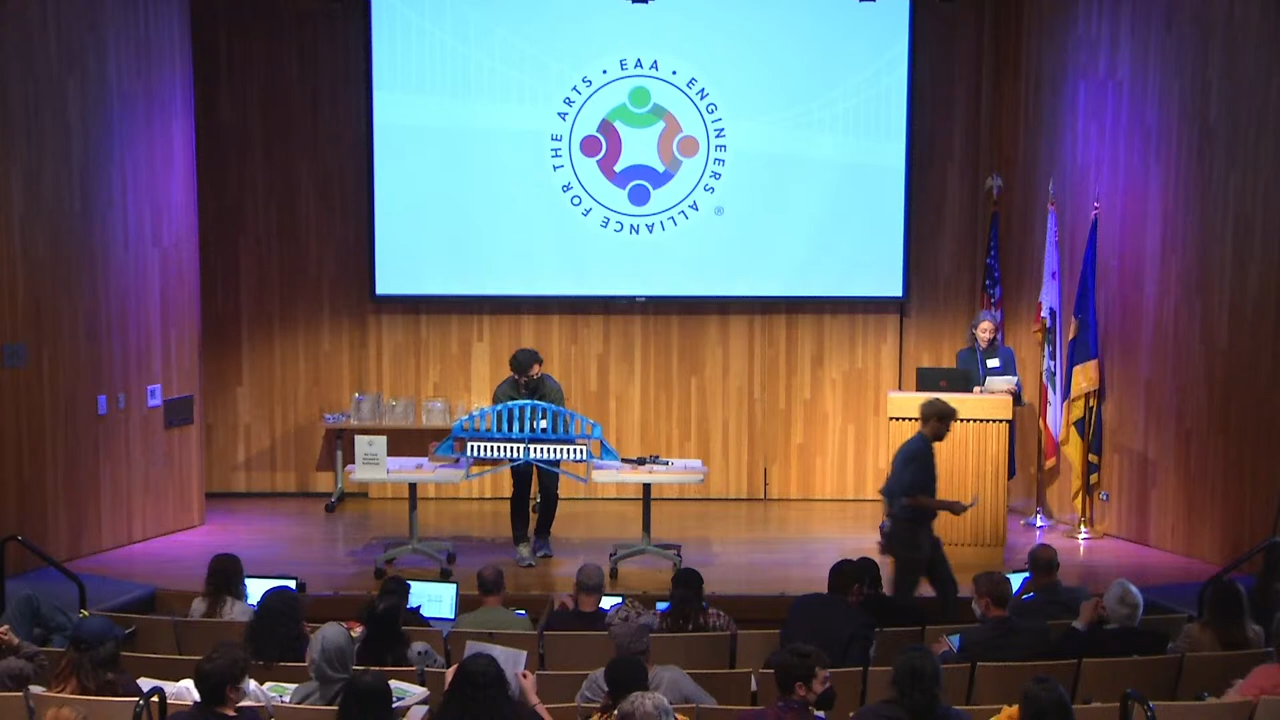 EAA • ENGINEERS ALLIANCE FOR THE ARTS •
®